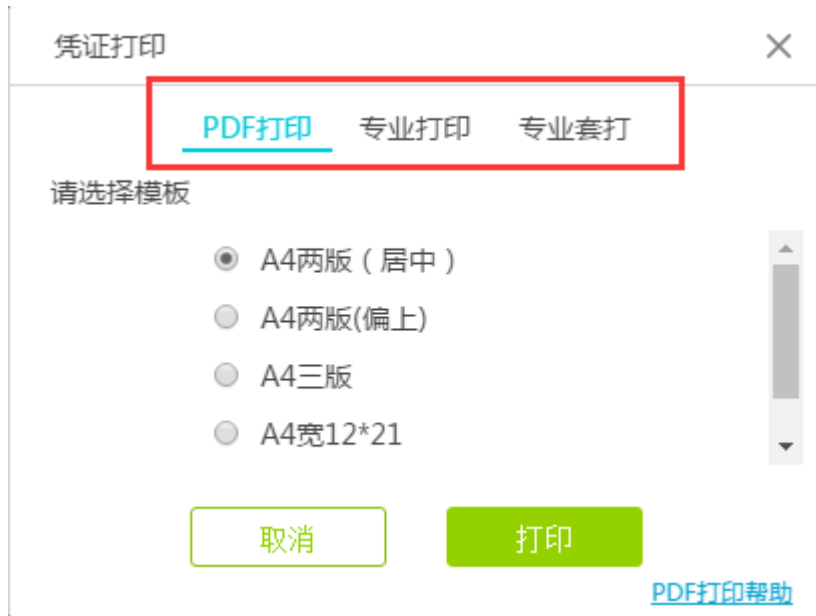 凭证打印
PDF打印 专业打印 专业套打
请选择模板
A4两版（居中）
A4两版(偏上)
A4三版
A4宽12*21
取消 打印
PDF打印帮助